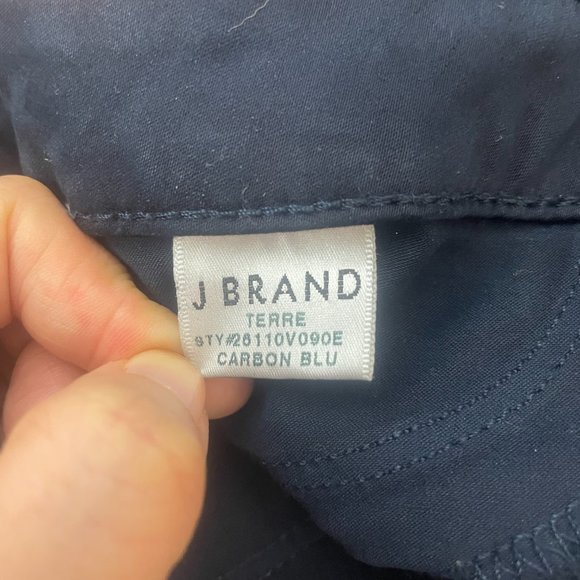 J BRAND
TERRE
STY#26110V090E
CARBON BLU